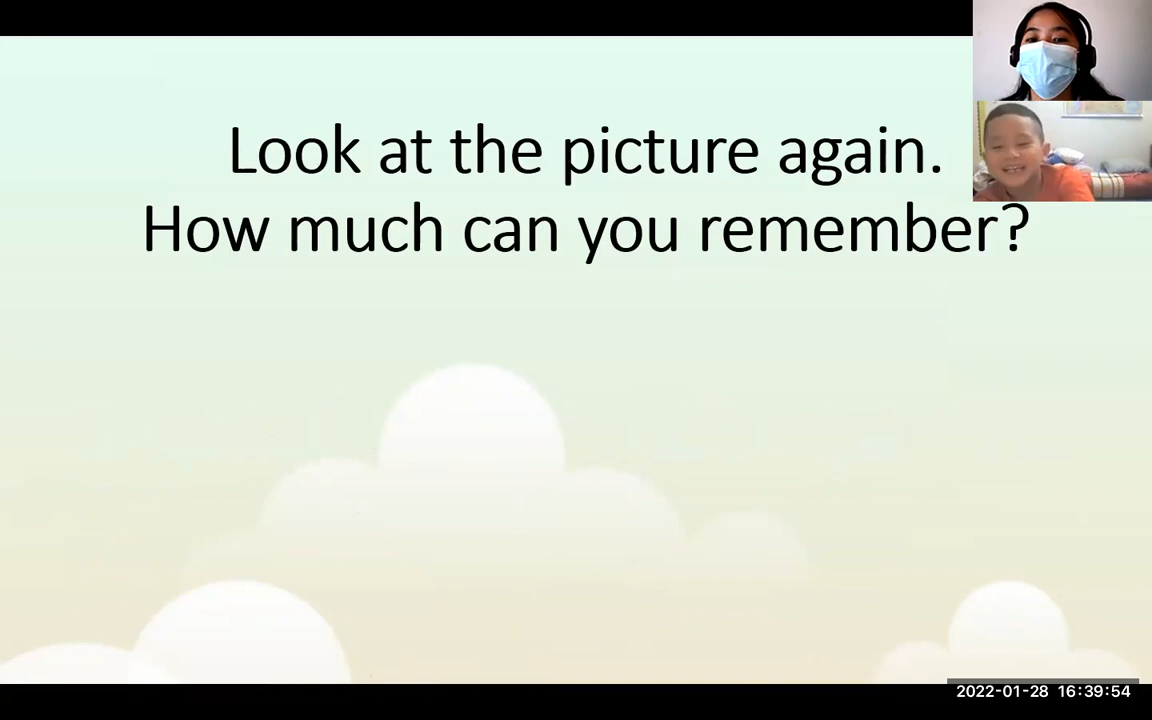 Look at the picture again.
How much can you remember?
2022-01-28 16:39:54